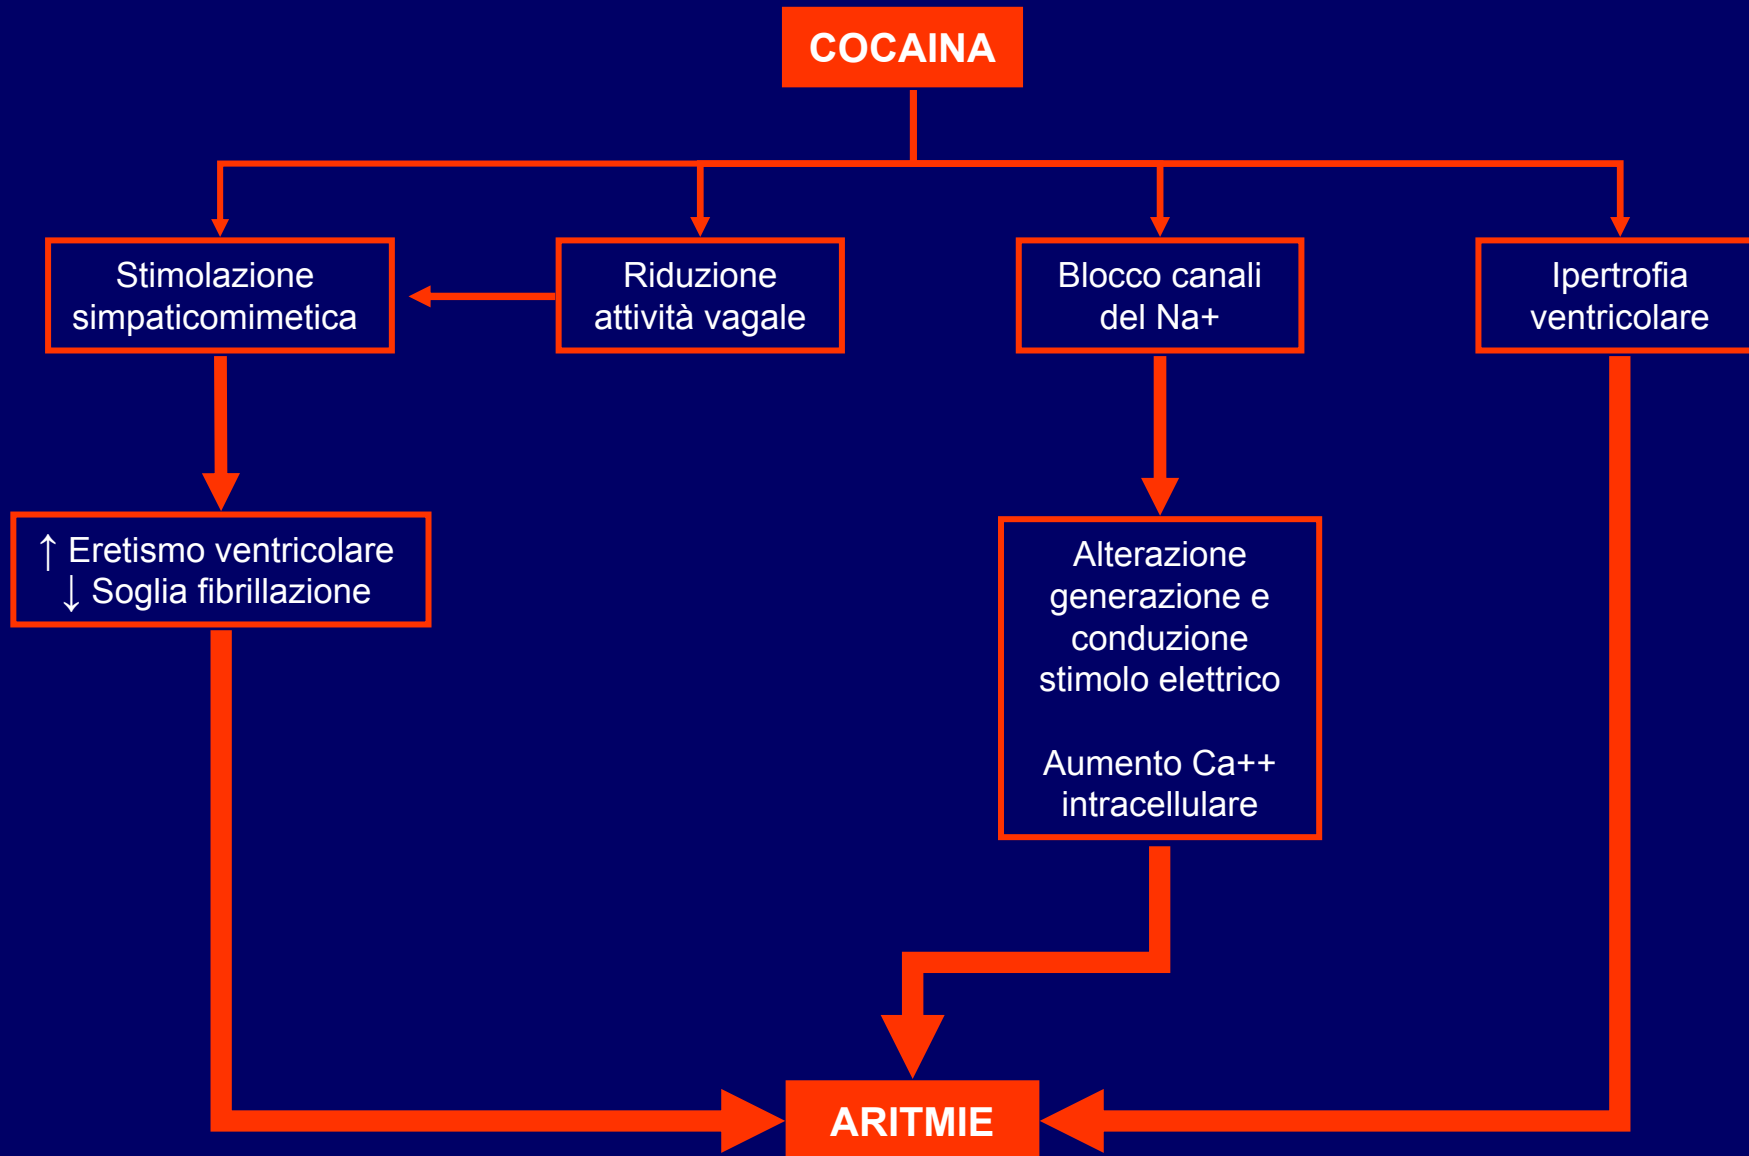 COCAINA
Stimolazione
simpaticomimetica
Riduzione
attività vagale
Blocco canali
del Na+
Ipertrofia
ventricolare
↑ Eretismo ventricolare
↓ Soglia fibrillazione
Alterazione
generazione e
conduzione
stimolo elettrico
Aumento Ca++
intracellulare
ARITMIE